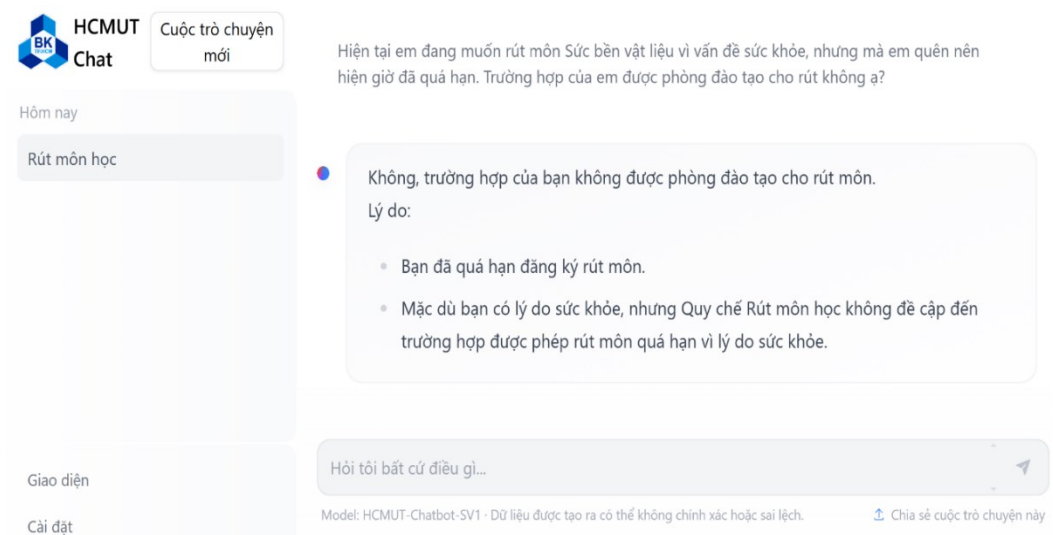 HCMUT
Chat
BK
TP.HCM
Cuộc trò chuyện
mới
Hôm nay
Rút môn học
Giao diện
Cài đặt
Hiện tại em đang muốn rút môn Sức bền vật liệu vì vấn đề sức khỏe, nhưng mà em quên nên
hiện giờ đã quá hạn. Trường hợp của em được phòng đào tạo cho rút không ạ?
Không, trường hợp của bạn không được phòng đào tạo cho rút môn.
Lý do:
Bạn đã quá hạn đăng ký rút môn.
Mặc dù bạn có lý do sức khỏe, nhưng Quy chế Rút môn học không đề cập đến
trường hợp được phép rút môn quá hạn vì lý do sức khỏe.
Hỏi tôi bất cứ điều gì...
Model: HCMUT-Chatbot-SV1 · Dữ liệu được tạo ra có thể không chính xác hoặc sai lệch.
Chia sẻ cuộc trò chuyện này